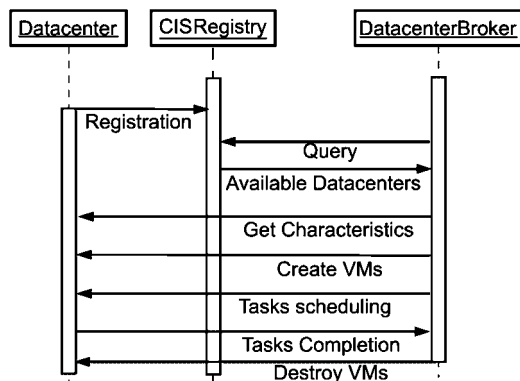 Datacenter
CISRegistry
DatacenterBroker
Registration
Query
Available Datacenters
Get Characteristics
Create VMs
Tasks scheduling
Tasks Completion
Destroy VMs